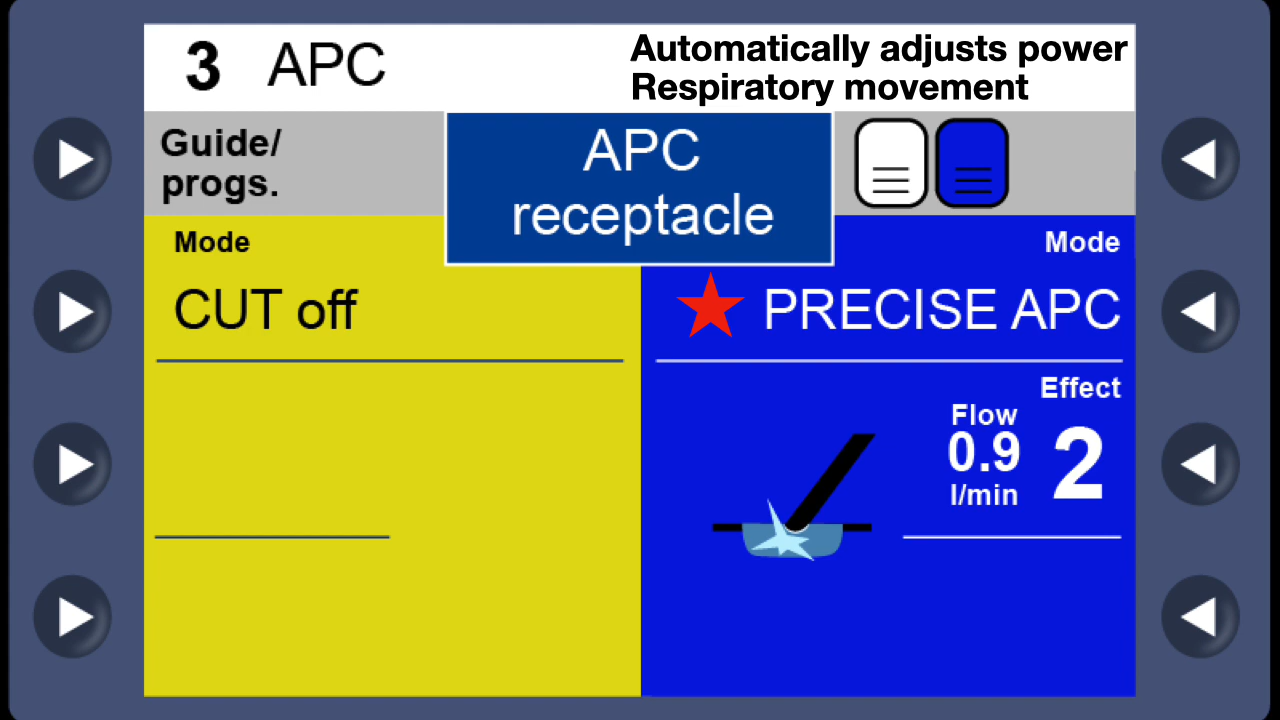 3 APC
Automatically adjusts power
Respiratory movement
Guide/
progs.
APC
receptacle
Mode
CUT off
Mode
PRECISE APC
Effect
Flow
0.9
l/min
2